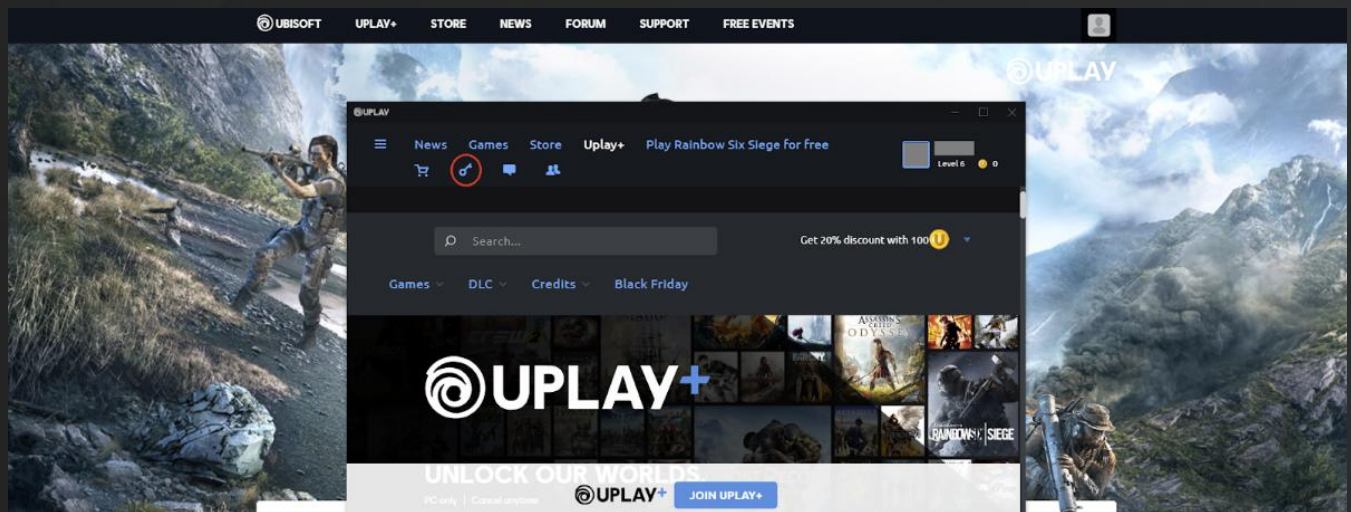 UBISOFT UPLAY+ STORE NEWS FORUM SUPPORT FREE EVENTS
UPLAY
UPLAY
News Games Store Uplay+ Play Rainbow Six Siege for free
Level 6 0
Search...
Get 20% discount with 100
Games DLC Credits Black Friday
ASSASSIN'S
CREED
ODYSSEY
UPLAY+
RAINBOW SIX SIEGE
UNLOCK OUR WORLDS.
PC only | Cancel anytime
UPLAY+ JOIN UPLAY+